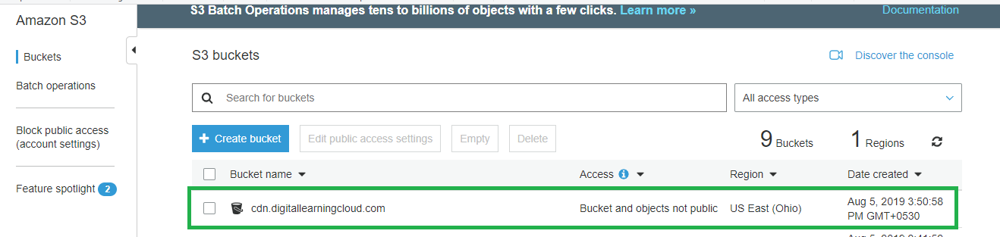 S3 Batch Operations manages tens to billions of objects with a few clicks. Learn more »
Documentation
Amazon S3
Buckets
Batch operations
Block public access
(account settings)
Feature spotlight 2
S3 buckets
Discover the console
Search for buckets
All access types
Create bucket
Edit public access settings
Empty
Delete
9 Buckets
1 Regions
Bucket name Access Region Date created
cdn.digitallearningcloud.com Bucket and objects not public US East (Ohio) Aug 5, 2019 3:50:58
PM GMT+0530